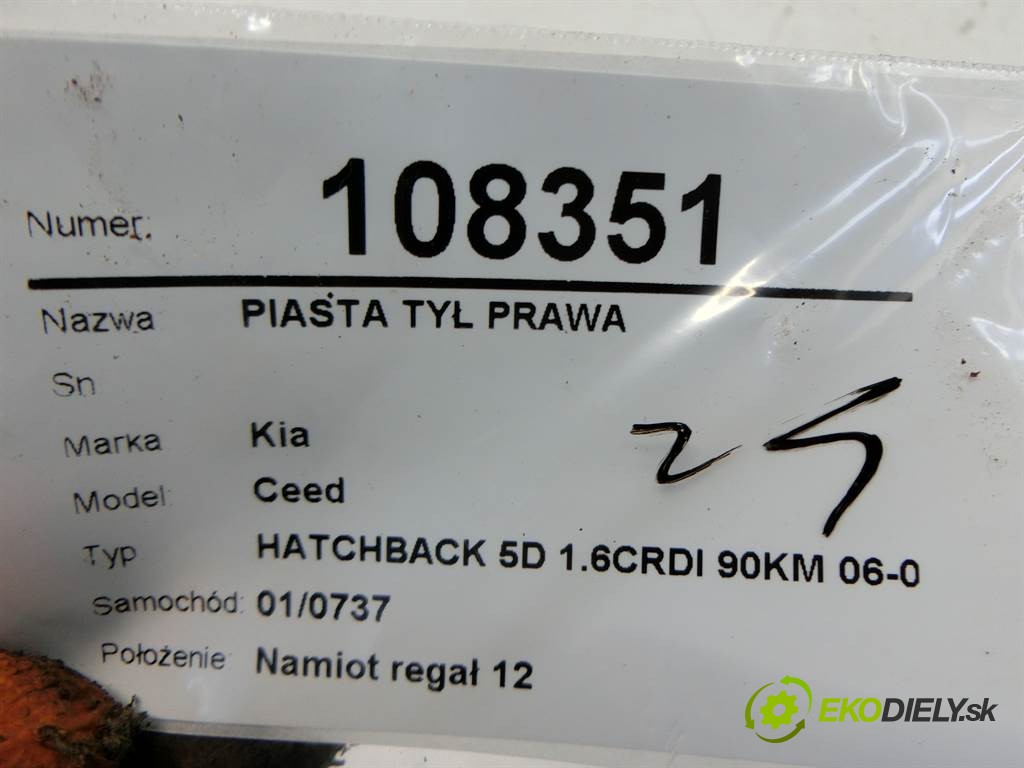 Numer: 108351
Nazwa PIASTA TYŁ PRAWA
Sn
Marka Kia
Model: Ceed
Typ HATCHBACK 5D 1.6CRDI 90KM 06-0
Samochód: 01/0737
Położenie Namiot regał 12
EKODIELY.sk